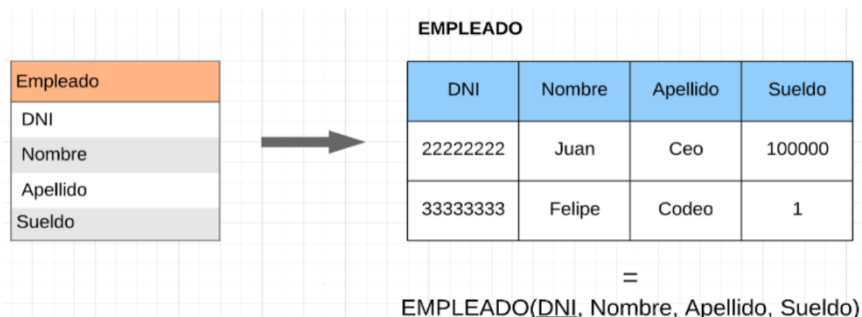 Empleado
DNI
Nombre
Apellido
Sueldo
EMPLEADO
DNI Nombre Apellido Sueldo
22222222 Juan Ceo 100000
33333333 Felipe Codeo 1
=
EMPLEADO(DNI, Nombre, Apellido, Sueldo)